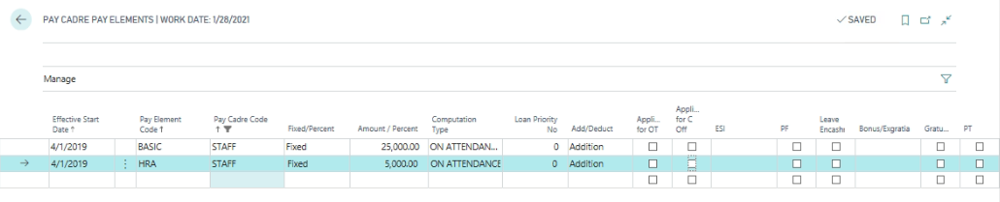 PAY CADRE PAY ELEMENTS | WORK DATE: 1/28/2021
✓ SAVED
Manage
Effective Start Date ↑
Pay Element Code ↑
Pay Cadre Code ↑
Fixed/Percent
Amount / Percent
Computation Type
Loan Priority No
Add/Deduct
Appli... for OT
Appli... for C Off
ESI
PF
Leave Encashı
Bonus/Exgratia
Gratu...
PT
4/1/2019 BASIC STAFF Fixed 25,000.00 ON ATTENDAN... 0 Addition
4/1/2019 HRA STAFF Fixed 5,000.00 ON ATTENDANCE 0 Addition